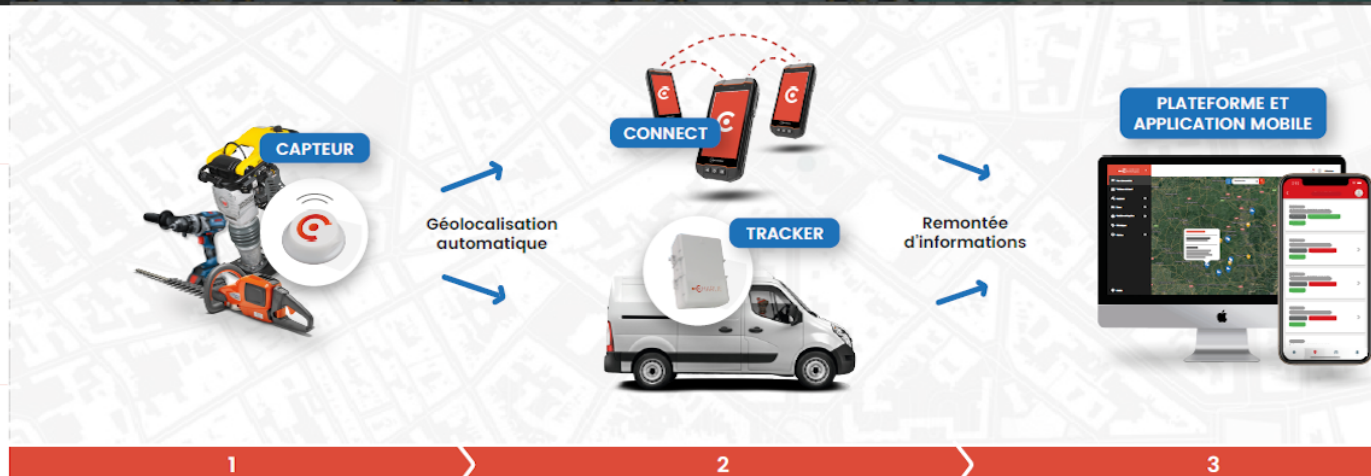 CAPTEUR
Géolocalisation
automatique
CONNECT
TRACKER
Remontée
d'informations
PLATEFORME ET
APPLICATION MOBILE
1
2
3